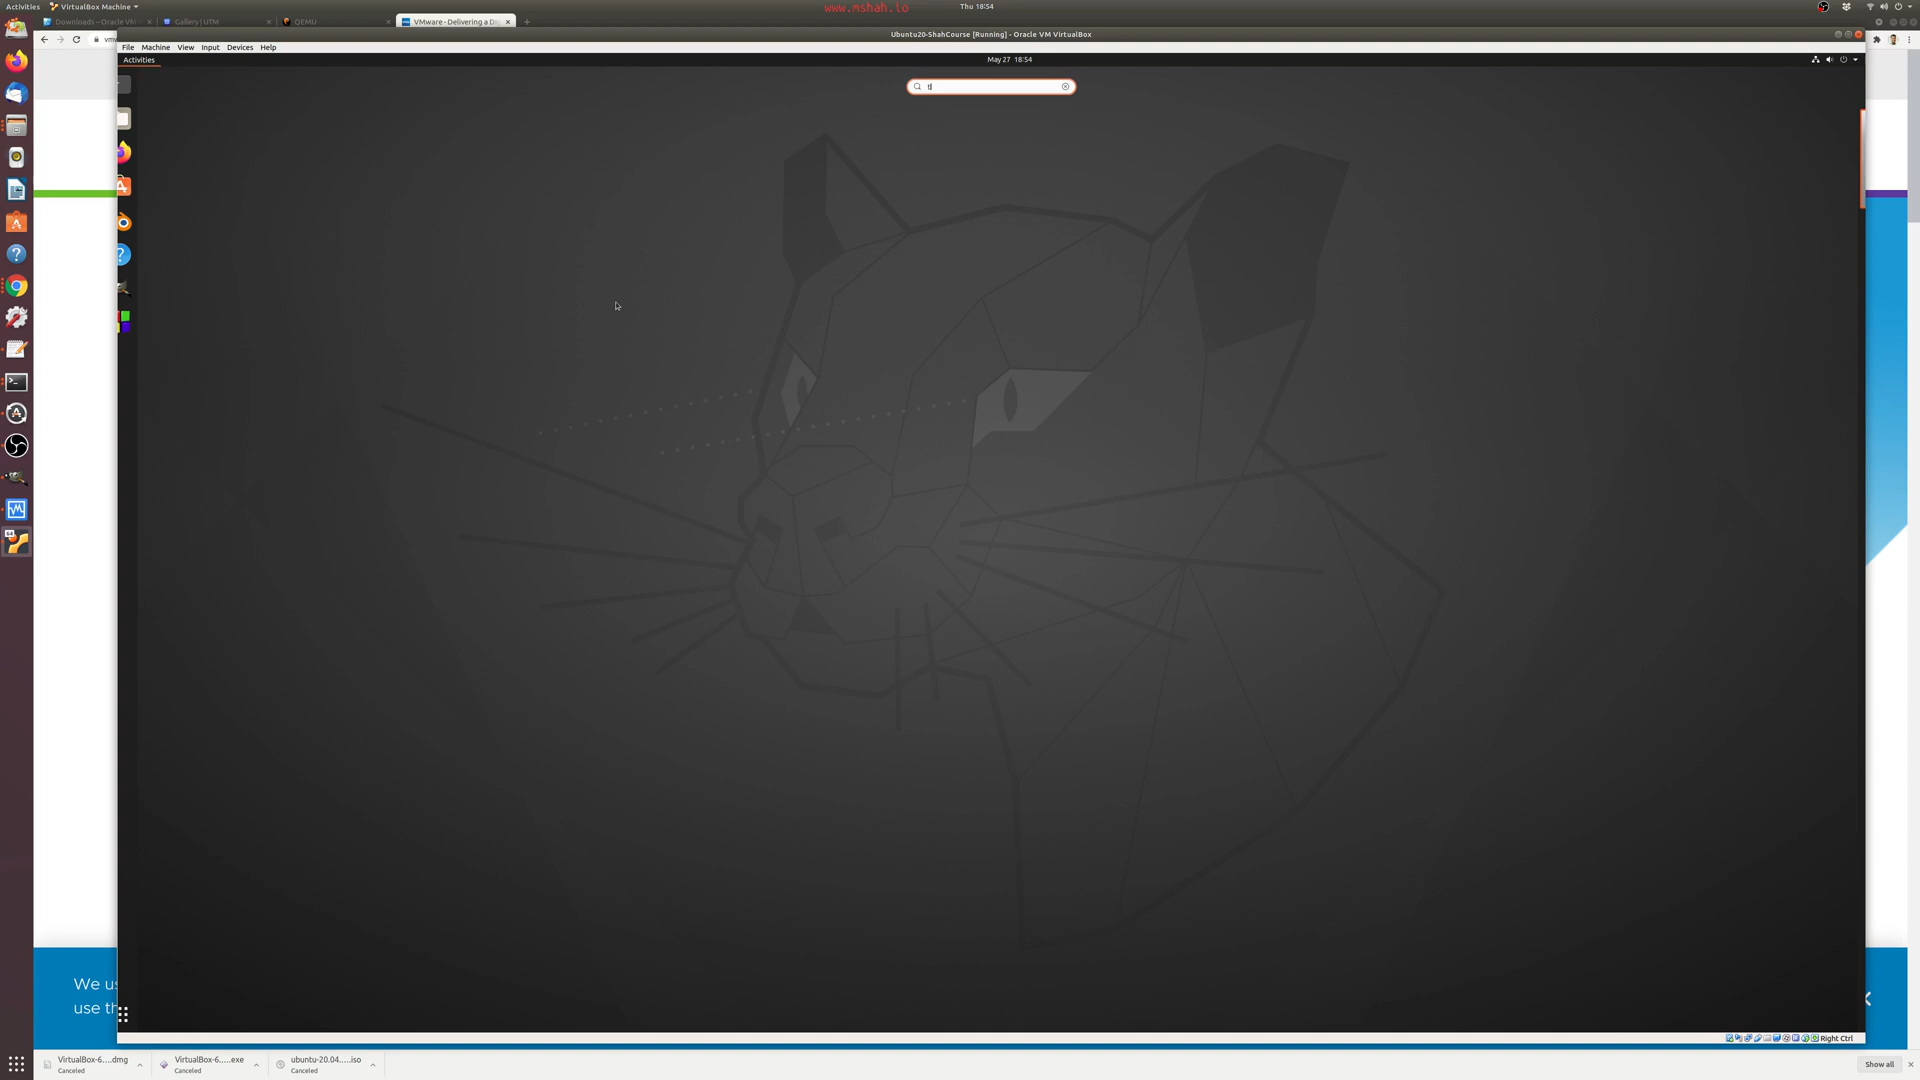 Activities
VirtualBox Machine
www.mshah.io
Thu 18:54
Downloads – Oracle VM
Gallery | UTM
QEMU
VMware - Delivering a D
vm
Ubuntu20-ShahCourse [Running] - Oracle VM VirtualBox
File Machine View Input Devices Help
Activities
May 27 18:54
We us
use th
Right Ctrl
VirtualBox-6....dmg
Canceled
VirtualBox-6.....exe
Canceled
ubuntu-20.04.....iso
Canceled
Show all